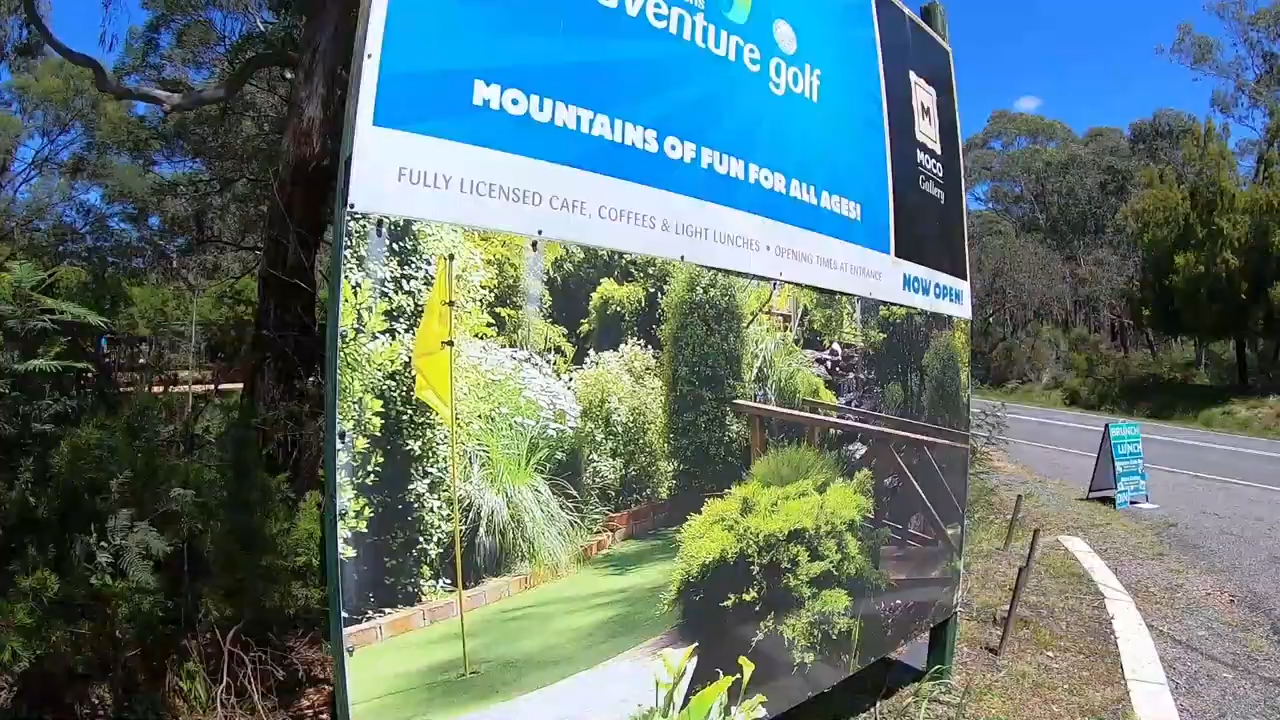 venture golf
MOUNTAINS OF FUN FOR ALL AGES!
FULLY LICENSED CAFE, COFFEES & LIGHT LUNCHES • OPENING TIMES AT ENTRANCE
NOW OPEN!
M
MOCO
Gallery
BRUNCH
LUNCH